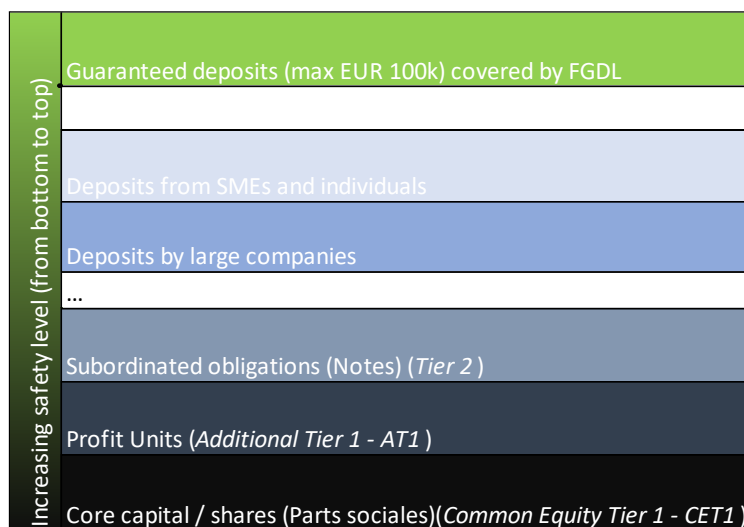 Increasing safety level (from bottom to top)
Guaranteed deposits (max EUR 100k) covered by FGDL
Deposits from SMEs and individuals
Deposits by large companies
...
Subordinated obligations (Notes) (Tier 2 )
Profit Units (Additional Tier 1 - AT1 )
Core capital / shares (Parts sociales)(Common Equity Tier 1 - CET1 )